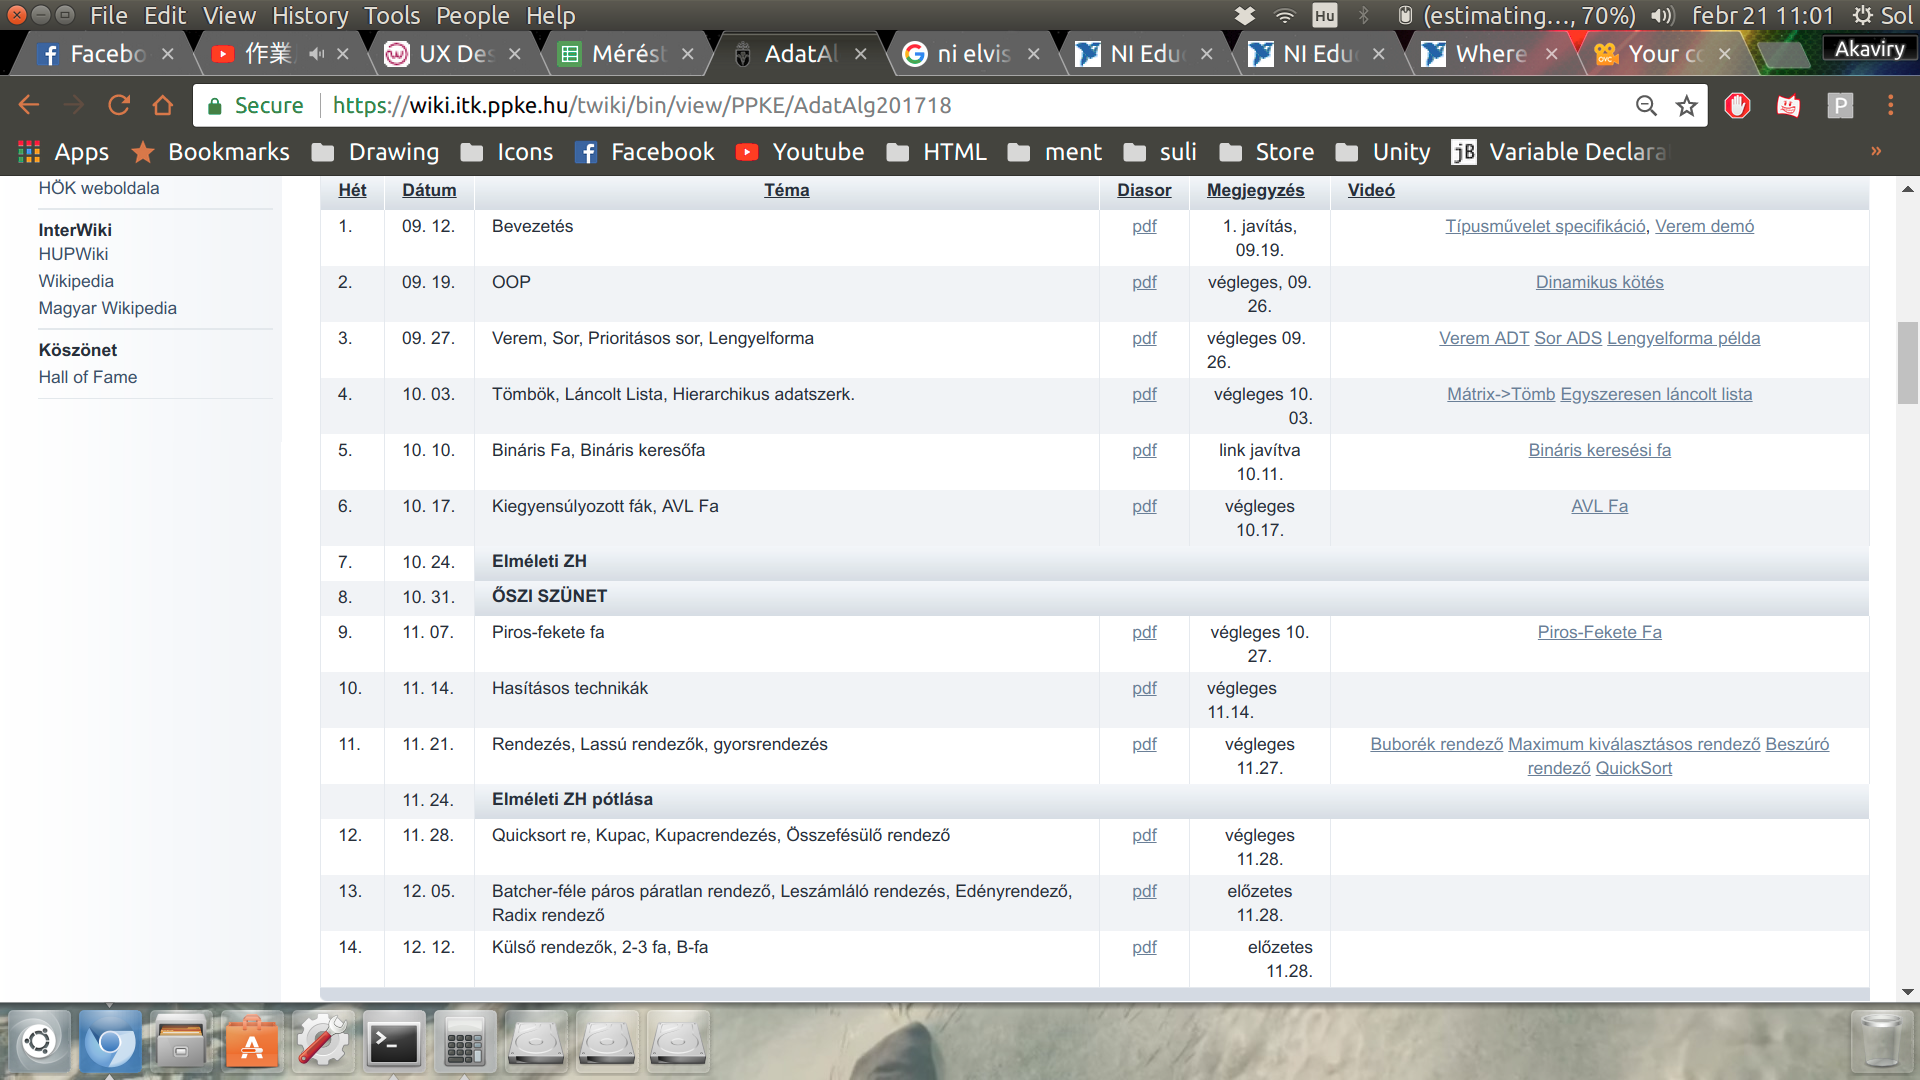 File Edit View History Tools People Help
Hu
(estimating..., 70%)
febr 21 11:01
Sol
Facebo
作業
UX Des
Mérést
AdatAl
ni elvis
NI Edu
NI Edu
Where
Your co
Akaviry
Secure
https://wiki.itk.ppke.hu/twiki/bin/view/PPKE/AdatAlg201718
P
Apps
Bookmarks
Drawing
Icons
Facebook
Youtube
HTML
ment
suli
Store
Unity
jB
Variable Declara
»
HÖK weboldala
InterWiki
HUPWiki
Wikipedia
Magyar Wikipedia
Köszönet
Hall of Fame
Hét Dátum Téma Diasor Megjegyzés Videó
1. 09. 12. Bevezetés pdf 1. javítás, Típusművelet specifikáció, Verem demó
09.19.
2. 09. 19. OOP pdf végleges, 09. Dinamikus kötés
26.
3. 09. 27. Verem, Sor, Prioritásos sor, Lengyelforma pdf végleges 09. Verem ADT Sor ADS Lengyelforma példa
26.
4. 10. 03. Tömbök, Láncolt Lista, Hierarchikus adatszerk. pdf végleges 10. Mátrix->Tömb Egyszeresen láncolt lista
03.
5. 10. 10. Bináris Fa, Bináris keresőfa pdf link javítva Bináris keresési fa
10.11.
6. 10. 17. Kiegyensúlyozott fák, AVL Fa pdf végleges AVL Fa
10.17.
7. 10. 24. Elméleti ZH
8. 10. 31. ŐSZI SZÜNET
9. 11. 07. Piros-fekete fa pdf végleges 10. Piros-Fekete Fa
27.
10. 11. 14. Hasításos technikák pdf végleges
11.14.
11. 11. 21. Rendezés, Lassú rendezők, gyorsrendezés pdf végleges Buborék rendező Maximum kiválasztásos rendező Beszúró
11.27. rendező QuickSort
11. 24. Elméleti ZH pótlása
12. 11. 28. Quicksort re, Kupac, Kupacrendezés, Összefésülő rendező pdf végleges
11.28.
13. 12. 05. Batcher-féle páros páratlan rendező, Leszámláló rendezés, Edényrendező, pdf előzetes
Radix rendező 11.28.
14. 12. 12. Külső rendezők, 2-3 fa, B-fa pdf előzetes
11.28.